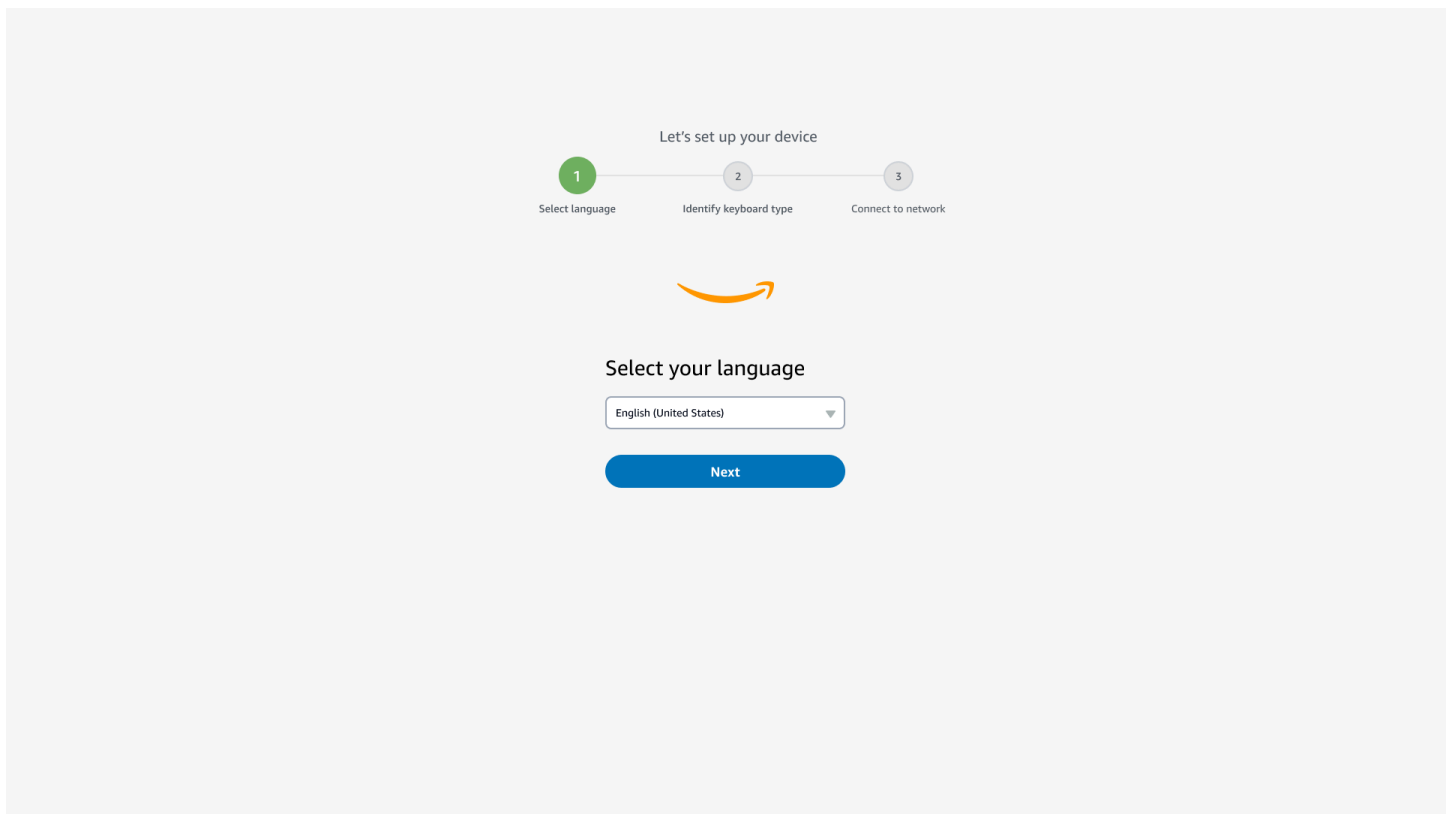 Let's set up your device
1
2
3
Select language
Identify keyboard type
Connect to network
Select your language
English (United States)
Next